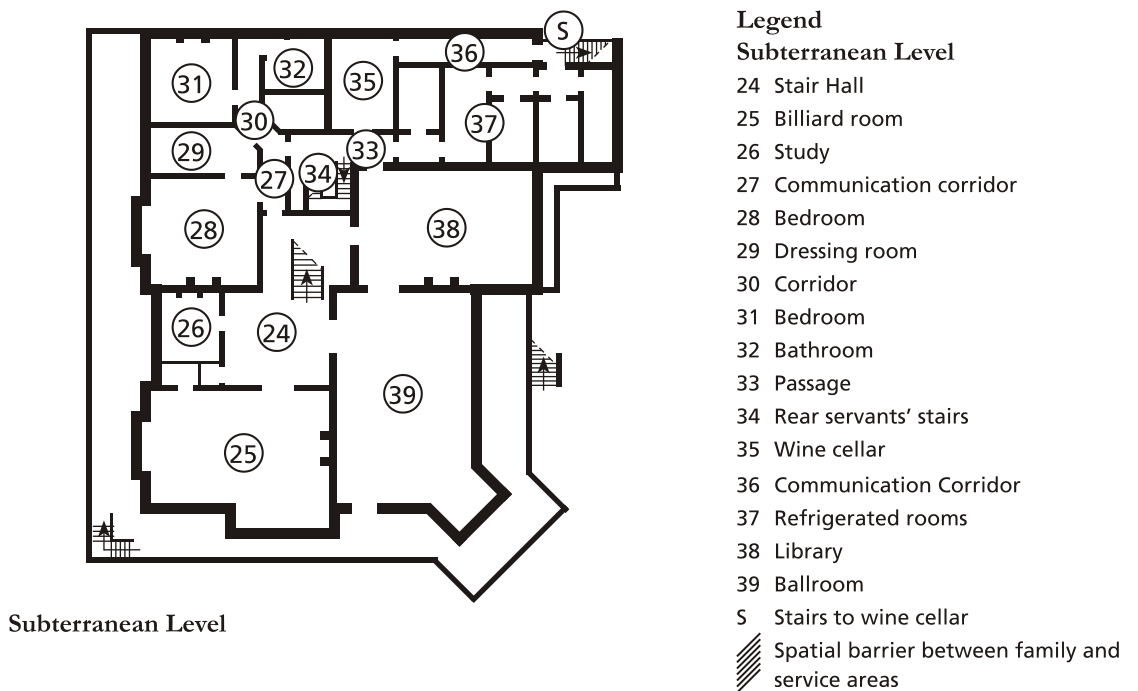 S
36
32
35
31
37
30
33
29
34
27
28
38
26
24
39
25
Subterranean Level
Legend
Subterranean Level
24 Stair Hall
25 Billiard room
26 Study
27 Communication corridor
28 Bedroom
29 Dressing room
30 Corridor
31 Bedroom
32 Bathroom
33 Passage
34 Rear servants’ stairs
35 Wine cellar
36 Communication Corridor
37 Refrigerated rooms
38 Library
39 Ballroom
S Stairs to wine cellar
Spatial barrier between family and
service areas